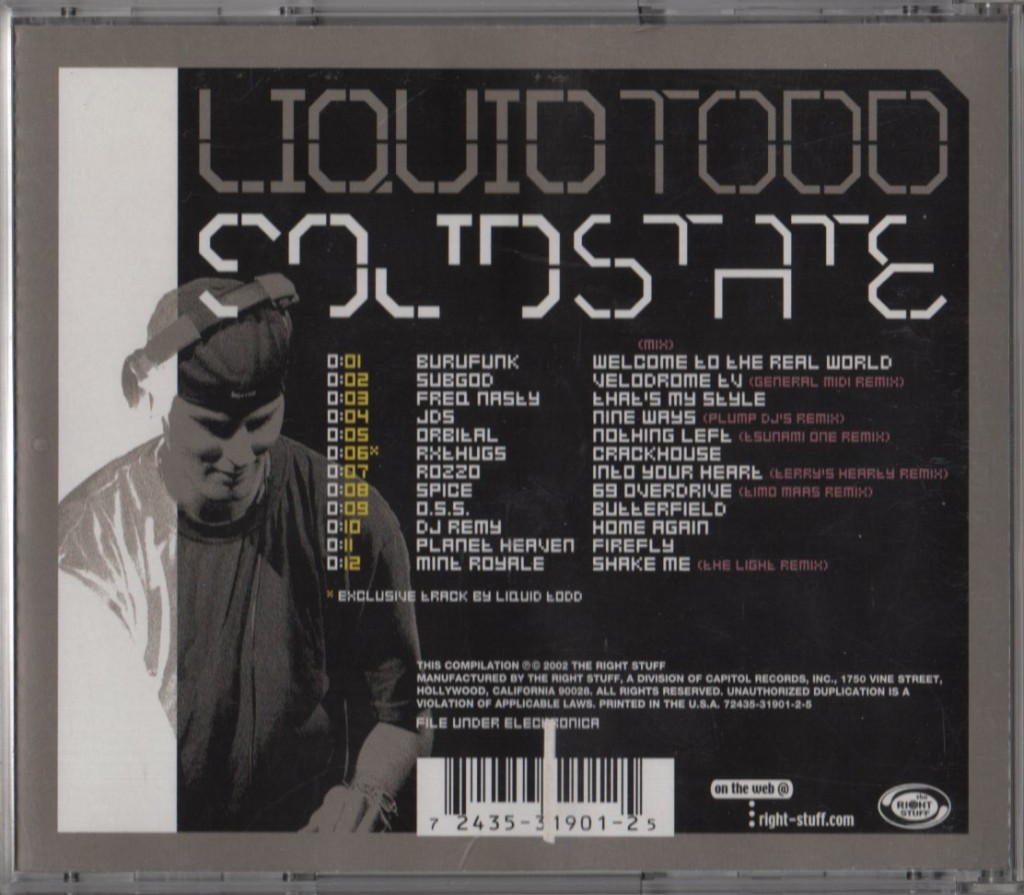 LIQUID TODD
SOLID STATE
(MIX)
0:01 BURUFUNK WELCOME TO THE REAL WORLD
0:02 SUBGOD VELODROME TV (GENERAL MIDI REMIX)
0:03 FREQ NASTY THAT'S MY STYLE
0:04 JDS NINE WAYS (PLUMP DJ'S REMIX)
0:05 ORBITAL NOTHING LEFT (TSUNAMI ONE REMIX)
0:06* RXTHUGS CRACKHOUSE
0:07 ROZZO INTO YOUR HEART (TERRY'S HEARTY REMIX)
0:08 SPICE 69 OVERDRIVE (TIMO MAAS REMIX)
0:09 O.S.S. BUTTERFIELD
0:10 DJ REMY HOME AGAIN
0:11 PLANET HEAVEN FIREFLY
0:12 MINT ROYALE SHAKE ME (THE LIGHT REMIX)
* EXCLUSIVE TRACK BY LIQUID TODD
THIS COMPILATION ℗© 2002 THE RIGHT STUFF
MANUFACTURED BY THE RIGHT STUFF, A DIVISION OF CAPITOL RECORDS, INC., 1750 VINE STREET,
HOLLYWOOD, CALIFORNIA 90028. ALL RIGHTS RESERVED. UNAUTHORIZED DUPLICATION IS A
VIOLATION OF APPLICABLE LAWS. PRINTED IN THE U.S.A. 72435-31901-2-5
FILE UNDER ELECTRONICA
7 2435-31901-2 5
on the web @
right-stuff.com
the RIGHT STUFF